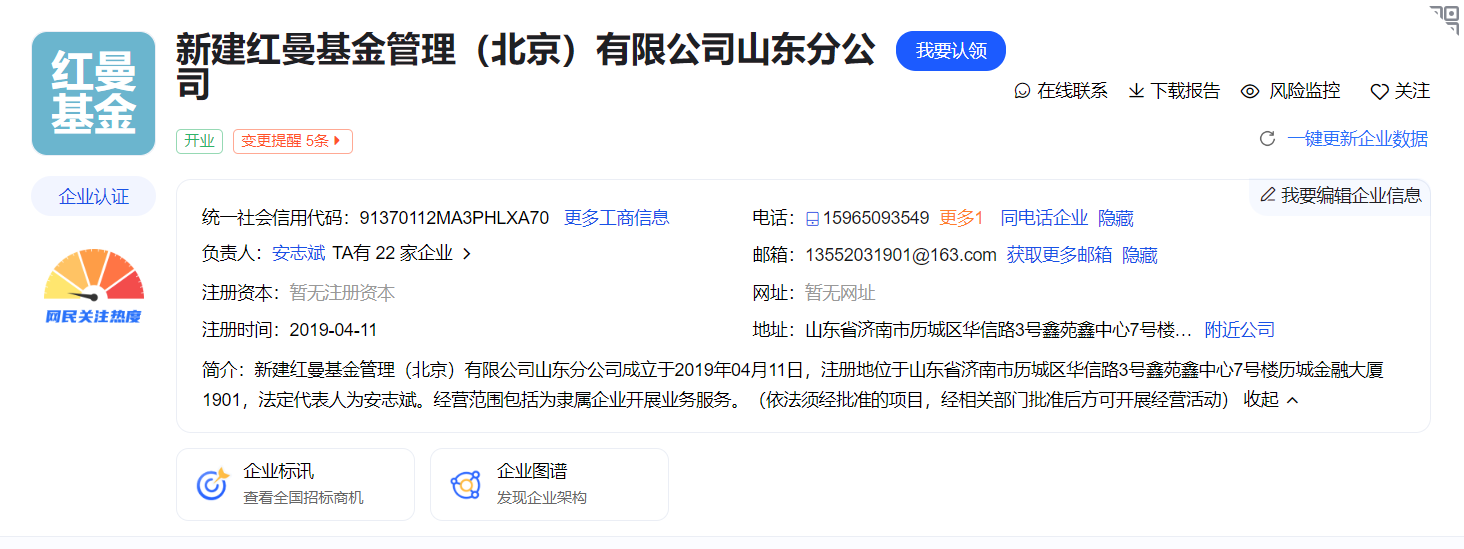 红曼
基金
新建红曼基金管理（北京）有限公司山东分公
司
我要认领
在线联系 下载报告 风险监控 关注
开业 变更提醒 5条
一键更新企业数据
企业认证
我要编辑企业信息
统一社会信用代码：91370112MA3PHLXA70 更多工商信息
电话：15965093549 更多1 同电话企业 隐藏
负责人：安志斌 TA有 22 家企业
邮箱：13552031901@163.com 获取更多邮箱 隐藏
注册资本：暂无注册资本
网址：暂无网址
网民关注热度
注册时间：2019-04-11
地址：山东省济南市历城区华信路3号鑫苑鑫中心7号楼... 附近公司
简介：新建红曼基金管理（北京）有限公司山东分公司成立于2019年04月11日，注册地位于山东省济南市历城区华信路3号鑫苑鑫中心7号楼历城金融大厦
1901，法定代表人为安志斌。经营范围包括为隶属企业开展业务服务。（依法须经批准的项目，经相关部门批准后方可开展经营活动） 收起
企业标讯
查看全国招标商机
企业图谱
发现企业架构